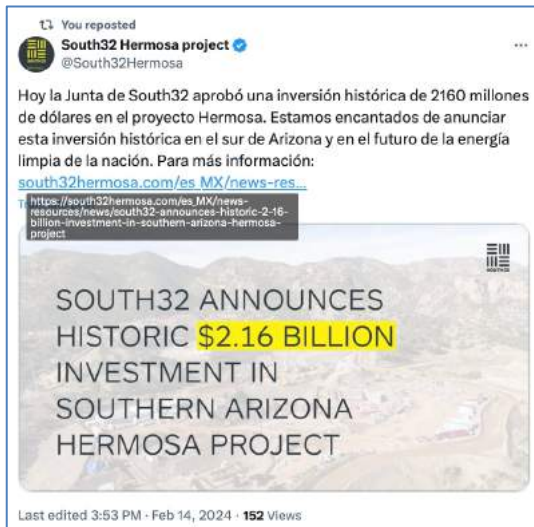 You reposted
South32 Hermosa project
@South32Hermosa
Hoy la Junta de South32 aprobó una inversión histórica de 2160 millones
de dólares en el proyecto Hermosa. Estamos encantados de anunciar
esta inversión histórica en el sur de Arizona y en el futuro de la energía
limpia de la nación. Para más información:
south32hermosa.com/es_MX/news-res...
https://south32hermosa.com/es_MX/news-
resources/news/south32-announces-historic-2-16-
billion-investment-in-southern-arizona-hermosa-
project
SOUTH32
SOUTH32 ANNOUNCES
HISTORIC $2.16 BILLION
INVESTMENT IN
SOUTHERN ARIZONA
HERMOSA PROJECT
Last edited 3:53 PM · Feb 14, 2024 · 152 Views